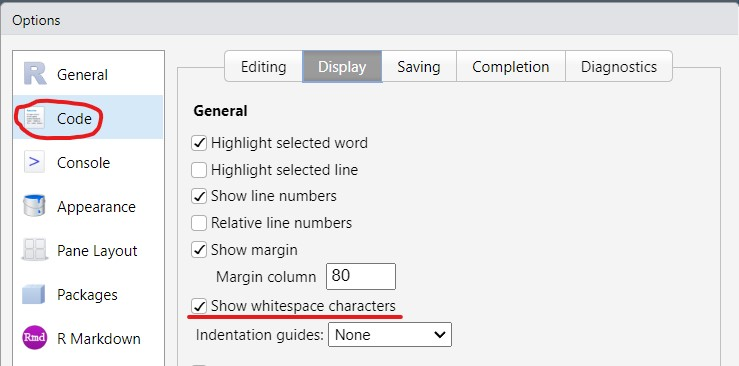 Options
R General
Code
> Console
Appearance
Pane Layout
Packages
Rmd R Markdown
Editing Display Saving Completion Diagnostics
General
Highlight selected word
Highlight selected line
Show line numbers
Relative line numbers
Show margin
Margin column 80
Show whitespace characters
Indentation guides: None